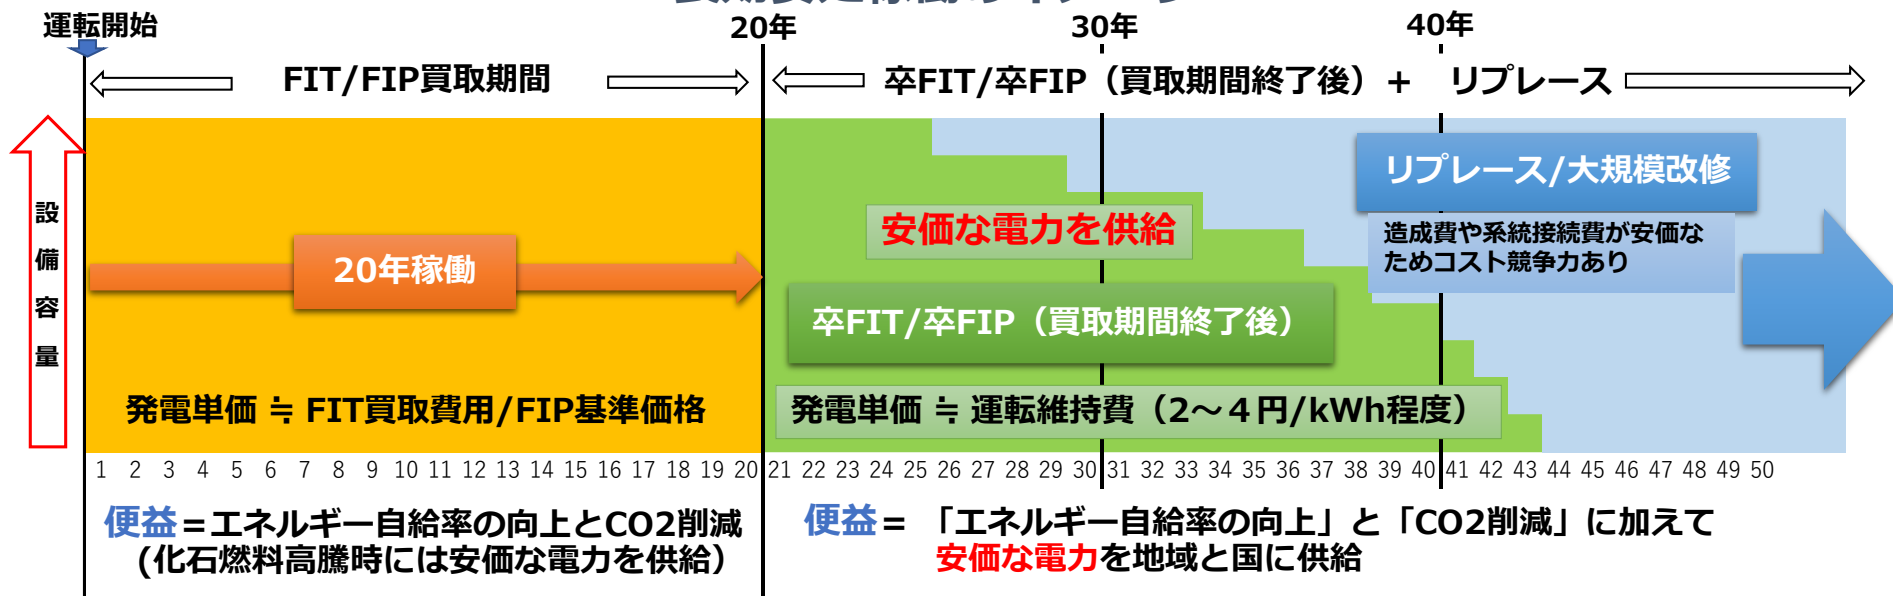 運転開始
20年
30年
40年
FIT/FIP買取期間
卒FIT/卒FIP（買取期間終了後）+ リプレース
設備容量
リプレース/大規模改修
安価な電力を供給
造成費や系統接続費が安価な
ためコスト競争力あり
20年稼働
卒FIT/卒FIP（買取期間終了後）
発電単価 ≒ FIT買取費用/FIP基準価格
発電単価 ≒ 運転維持費（2～４円/kWh程度）
1 2 3 4 5 6 7 8 9 10 11 12 13 14 15 16 17 18 19 20 21 22 23 24 25 26 27 28 29 30 31 32 33 34 35 36 37 38 39 40 41 42 43 44 45 46 47 48 49 50
便益＝エネルギー自給率の向上とCO2削減
(化石燃料高騰時には安価な電力を供給）
便益＝ 「エネルギー自給率の向上」と「CO2削減」に加えて
安価な電力を地域と国に供給